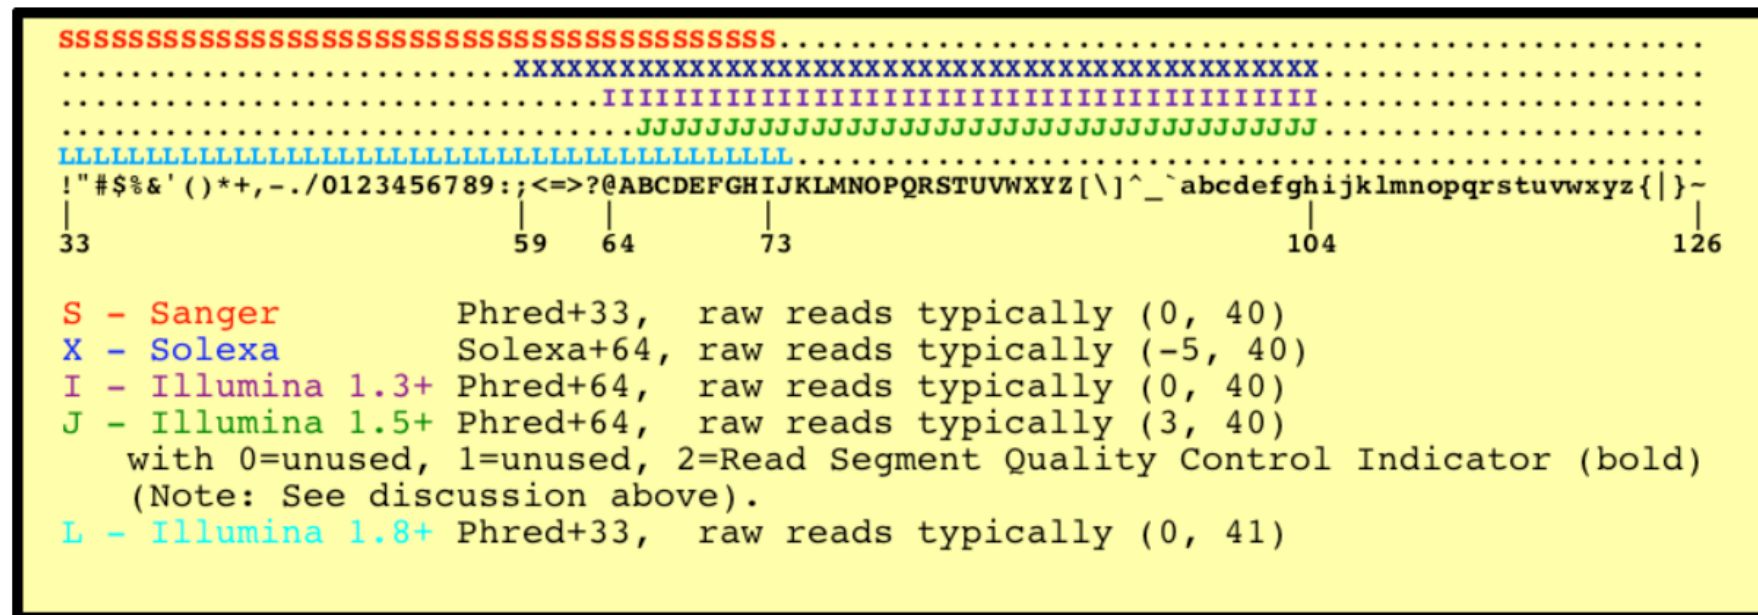 SSSSSSSSSSSSSSSSSSSSSSSSSSSSSSSSSSSSSSSSS.....................................................
..........................XXXXXXXXXXXXXXXXXXXXXXXXXXXXXXXXXXXXXXXXXXXXXX......................
...............................IIIIIIIIIIIIIIIIIIIIIIIIIIIIIIIIIIIIIIIII......................
.................................JJJJJJJJJJJJJJJJJJJJJJJJJJJJJJJJJJJJJJJ......................
LLLLLLLLLLLLLLLLLLLLLLLLLLLLLLLLLLLLLLLLLL....................................................
!"#$%&'()*+,-./0123456789:;<=>?@ABCDEFGHIJKLMNOPQRSTUVWXYZ[\]^_`abcdefghijklmnopqrstuvwxyz{|}~
33 59 64 73 104 126
S - Sanger Phred+33, raw reads typically (0, 40)
X - Solexa Solexa+64, raw reads typically (-5, 40)
I - Illumina 1.3+ Phred+64, raw reads typically (0, 40)
J - Illumina 1.5+ Phred+64, raw reads typically (3, 40)
with 0=unused, 1=unused, 2=Read Segment Quality Control Indicator (bold)
(Note: See discussion above).
L - Illumina 1.8+ Phred+33, raw reads typically (0, 41)